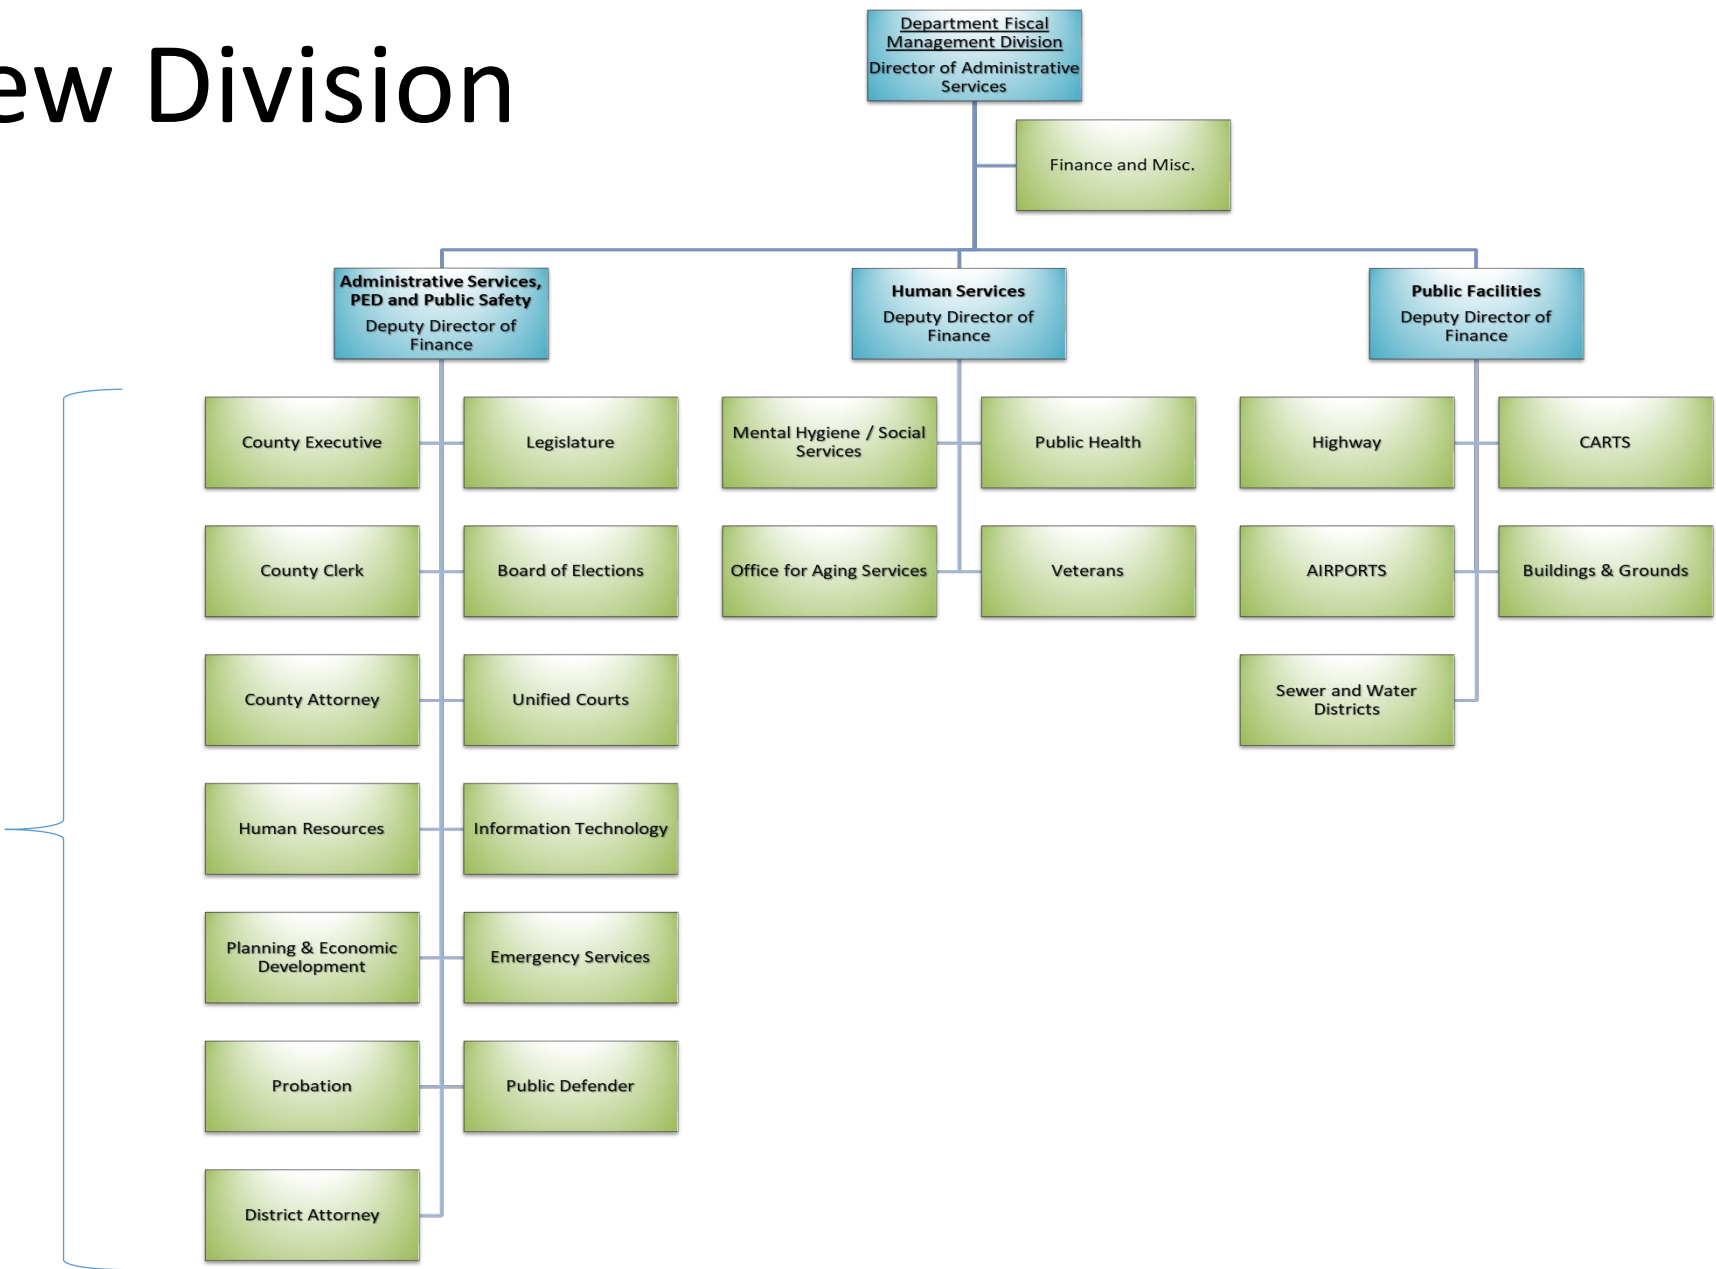 ew Division
Department Fiscal
Management Division
Director of Administrative
Services
Finance and Misc.
Administrative Services,
PED and Public Safety
Deputy Director of
Finance
Human Services
Deputy Director of
Finance
Public Facilities
Deputy Director of
Finance
County Executive
Legislature
County Clerk
Board of Elections
County Attorney
Unified Courts
Human Resources
Information Technology
Planning & Economic
Development
Emergency Services
Probation
Public Defender
District Attorney
Mental Hygiene / Social
Services
Public Health
Office for Aging Services
Veterans
Highway
CARTS
AIRPORTS
Buildings & Grounds
Sewer and Water
Districts